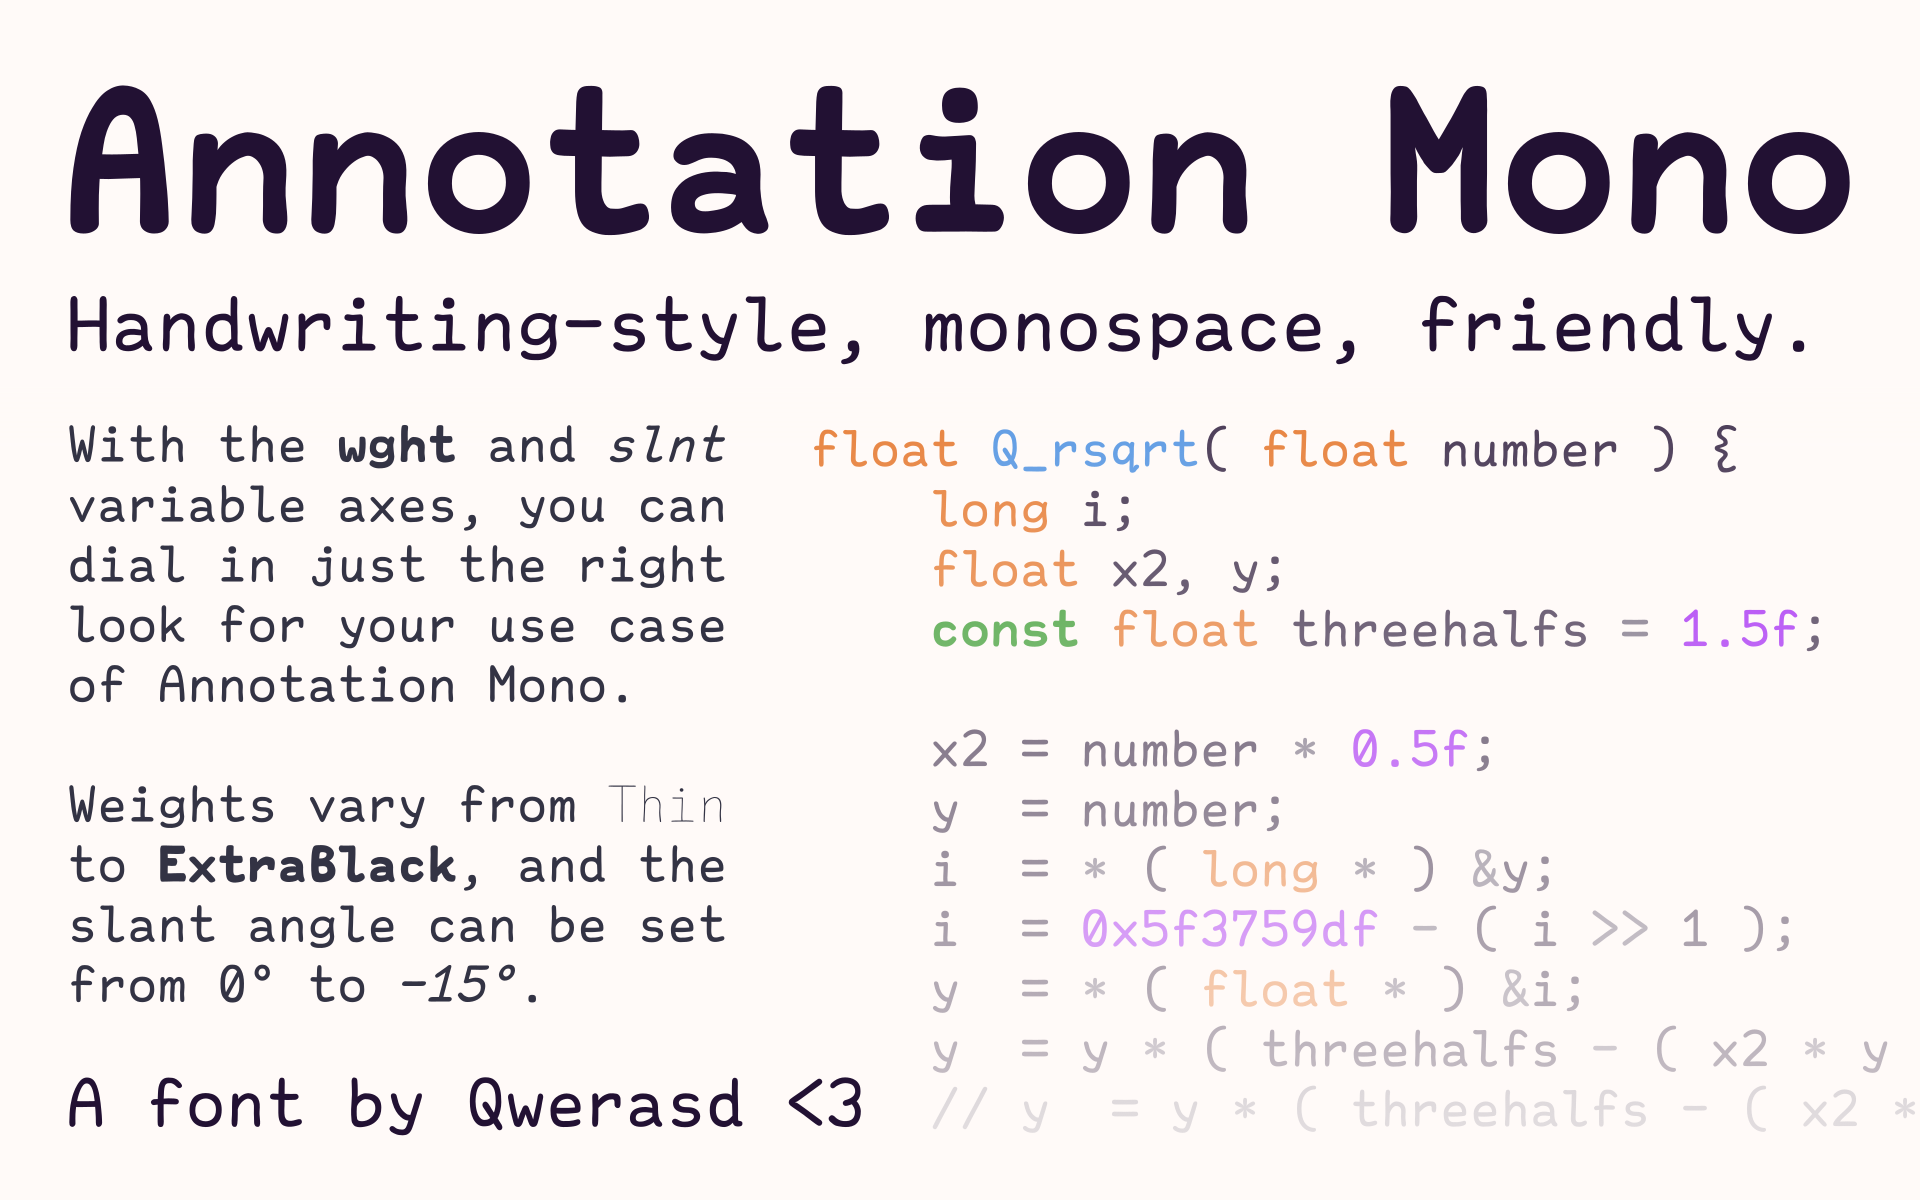 Annotation Mono
Handwriting-style, monospace, friendly.
With the wght and slnt
variable axes, you can
dial in just the right
look for your use case
of Annotation Mono.
Weights vary from Thin
to ExtraBlack, and the
slant angle can be set
from 0° to -15°.
A font by Qwerasd <3
float Q_rsqrt( float number ) {
    long i;
    float x2, y;
    const float threehalfs = 1.5f;
    x2 = number * 0.5f;
    y  = number;
    i  = * ( long * ) &y;
    i  = 0x5f3759df - ( i >> 1 );
    y  = * ( float * ) &i;
    y  = y * ( threehalfs - ( x2 * y
    // y  = y * ( threehalfs - ( x2 *